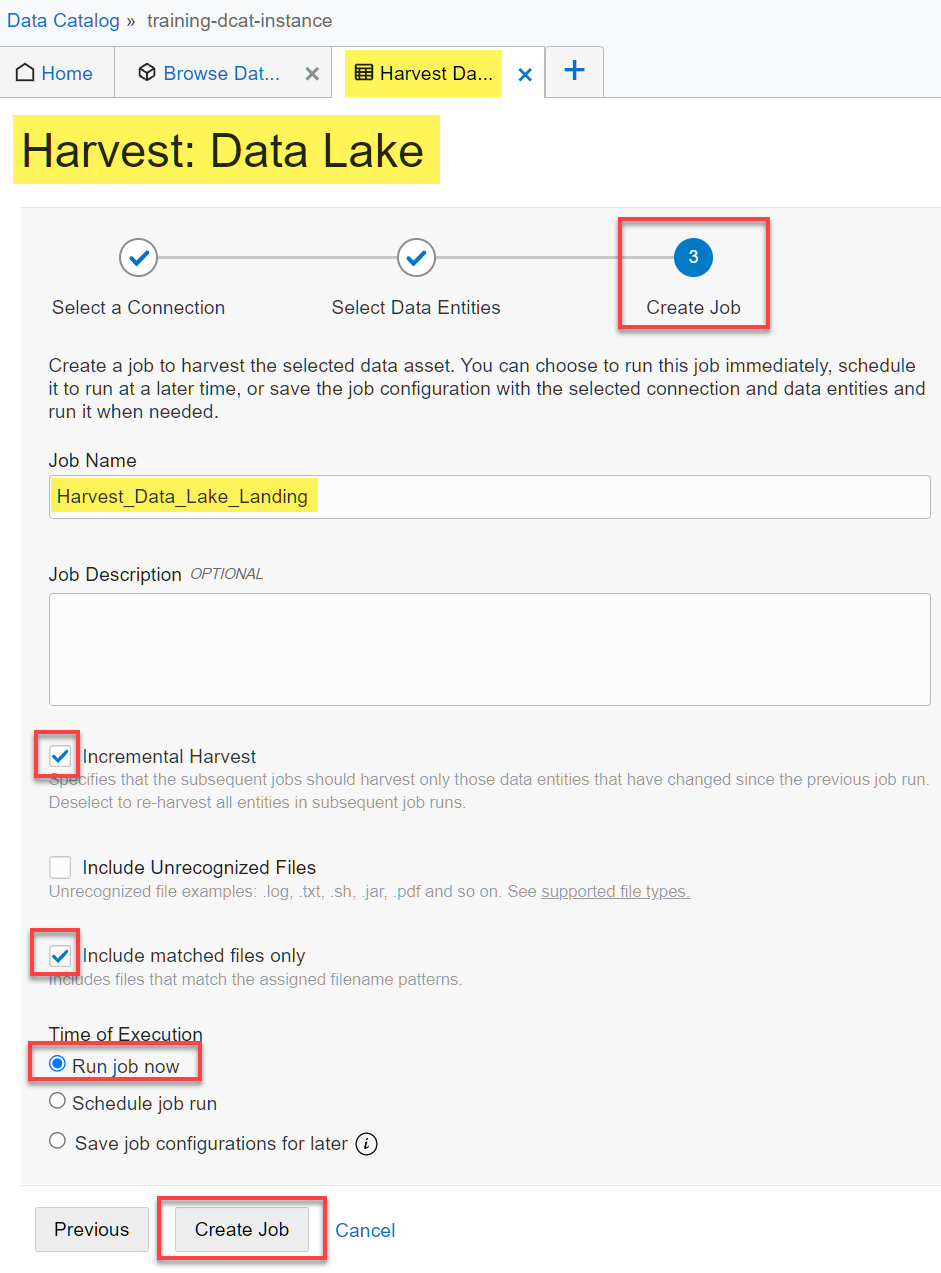 Data Catalog » training-dcat-instance
Home Browse Dat... Harvest Da...
Harvest: Data Lake
3
Select a Connection Select Data Entities Create Job
Create a job to harvest the selected data asset. You can choose to run this job immediately, schedule
it to run at a later time, or save the job configuration with the selected connection and data entities and
run it when needed.
Job Name
Harvest_Data_Lake_Landing
Job Description OPTIONAL
Incremental Harvest
Specifies that the subsequent jobs should harvest only those data entities that have changed since the previous job run.
Deselect to re-harvest all entities in subsequent job runs.
Include Unrecognized Files
Unrecognized file examples: .log, .txt, .sh, .jar, .pdf and so on. See supported file types.
Include matched files only
Includes files that match the assigned filename patterns.
Time of Execution
Run job now
Schedule job run
Save job configurations for later i
Previous Create Job Cancel